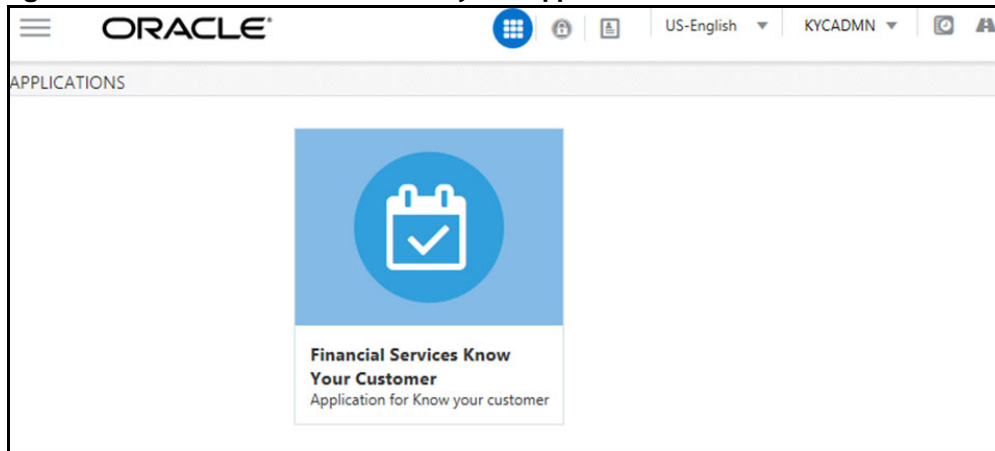 ORACLE
US-English
KYCADMN
APPLICATIONS
Financial Services Know
Your Customer
Application for Know your customer